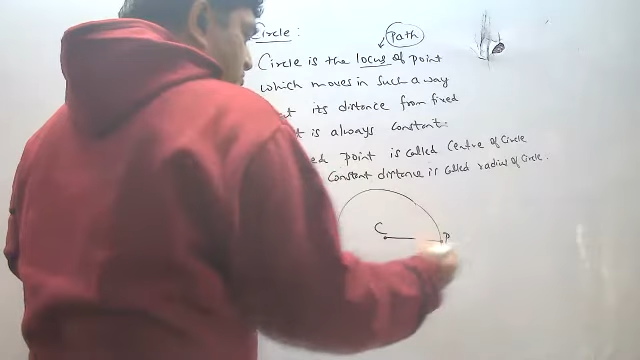 Circle :
Path
Circle is the locus of point
which moves in such a way
its distance from fixed
is always constant.
point is called Centre of Circle
Constant distance is called radius of Circle.
C
P